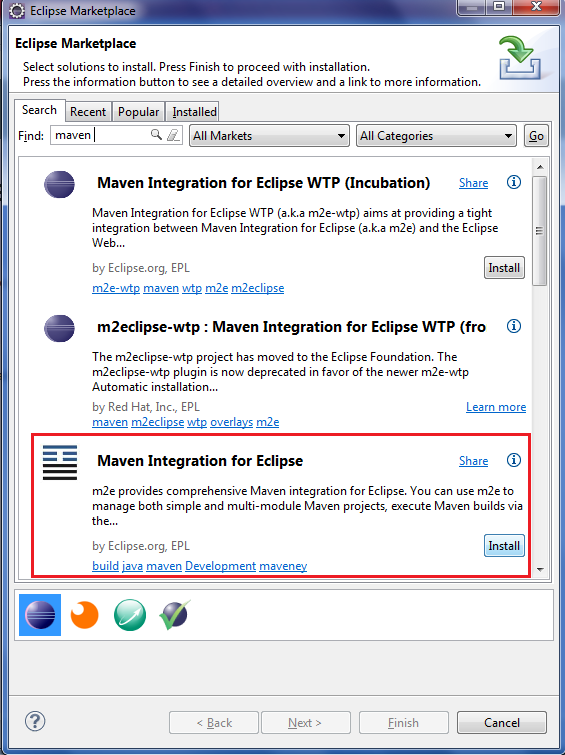 Eclipse Marketplace
Eclipse Marketplace
Select solutions to install. Press Finish to proceed with installation.
Press the information button to see a detailed overview and a link to more information.
Search Recent Popular Installed
Find: maven All Markets All Categories Go
Maven Integration for Eclipse WTP (Incubation) Share
Maven Integration for Eclipse WTP (a.k.a m2e-wtp) aims at providing a tight
integration between Maven Integration for Eclipse (a.k.a m2e) and the Eclipse
Web...
by Eclipse.org, EPL Install
m2e-wtp maven wtp m2e m2eclipse
m2eclipse-wtp : Maven Integration for Eclipse WTP (fro
The m2eclipse-wtp project has moved to the Eclipse Foundation. The
m2eclipse-wtp plugin is now deprecated in favor of the newer m2e-wtp
Automatic installation...
by Red Hat, Inc., EPL Learn more
maven m2eclipse wtp overlays m2e
Maven Integration for Eclipse Share
m2e provides comprehensive Maven integration for Eclipse. You can use m2e to
manage both simple and multi-module Maven projects, execute Maven builds via
the...
by Eclipse.org, EPL Install
build java maven Development maveney
< Back Next > Finish Cancel